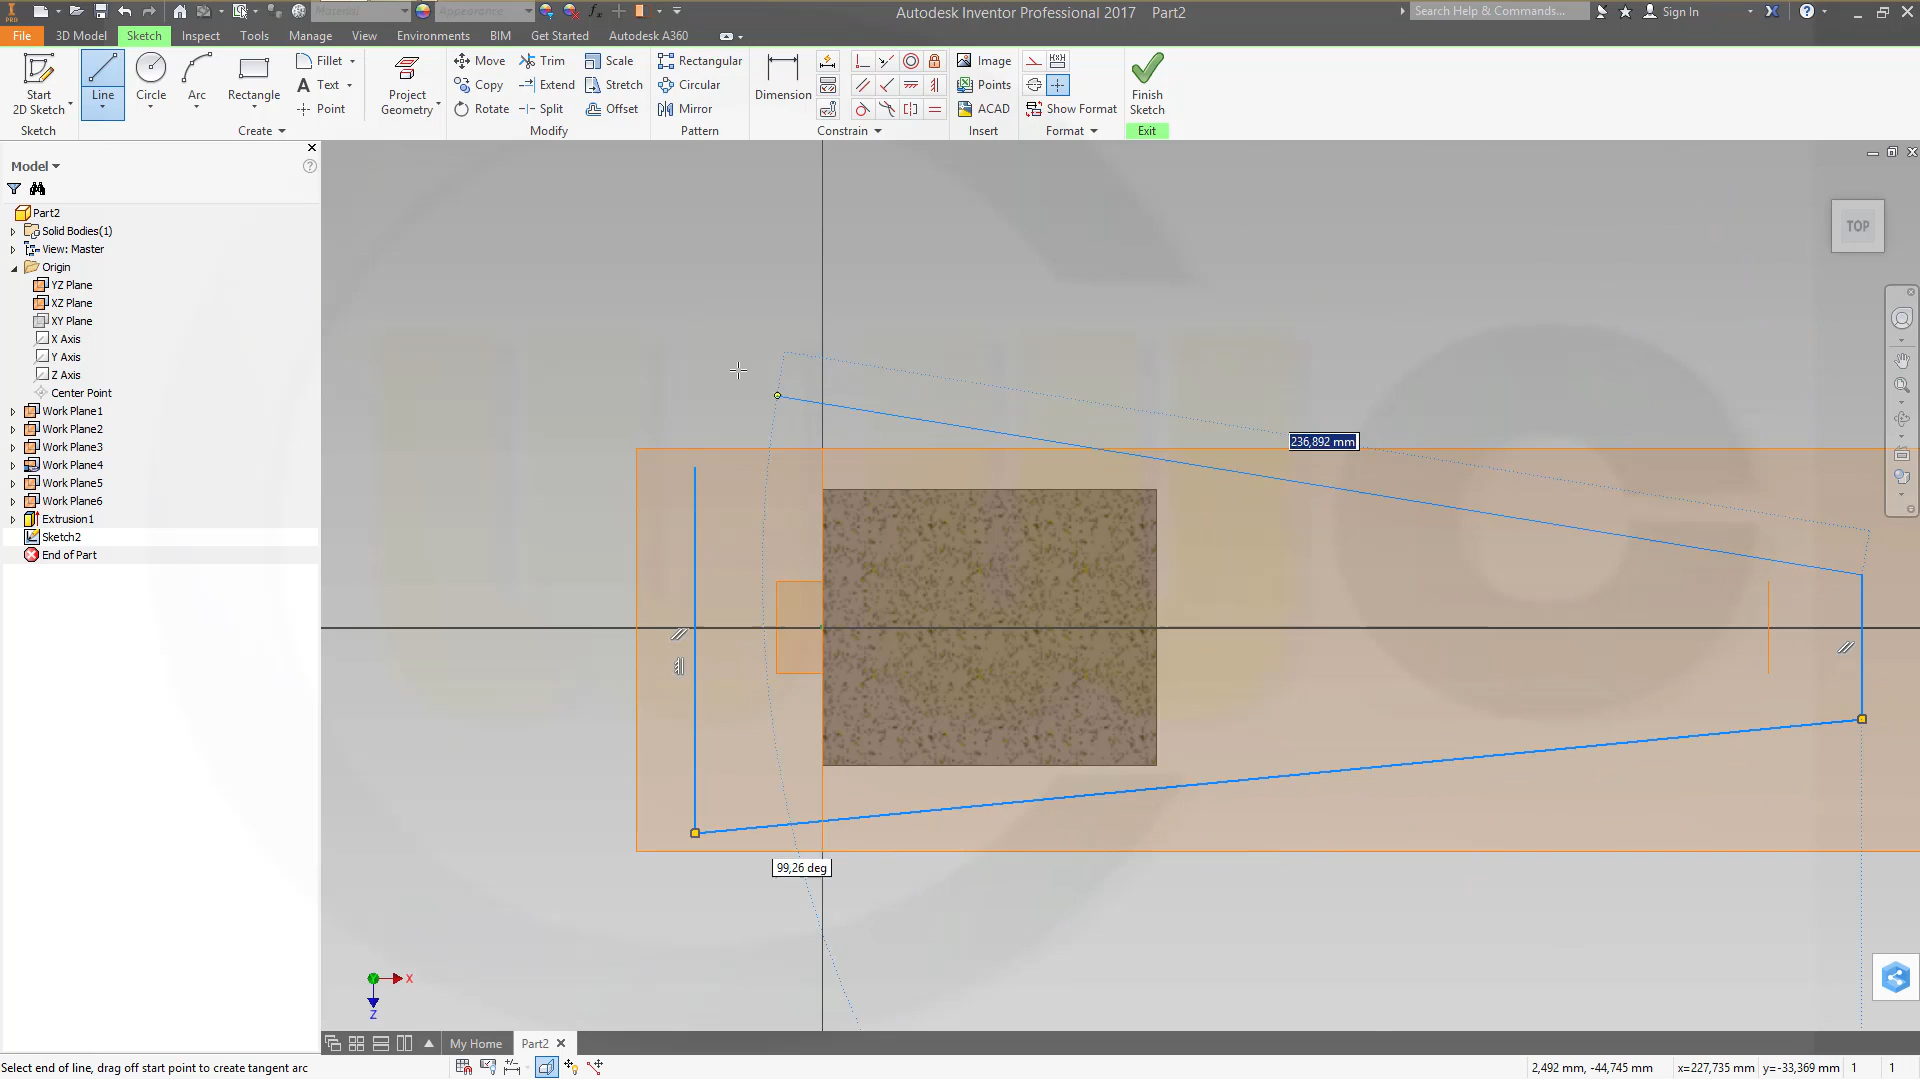 Material
Appearance
Autodesk Inventor Professional 2017 Part2
Search Help & Commands...
Sign In
PRO
File
3D Model
Sketch
Inspect
Tools
Manage
View
Environments
BIM
Get Started
Autodesk A360
Start
2D Sketch
Line
Circle
Arc
Rectangle
Fillet
Text
Point
Project
Geometry
Move
Copy
Rotate
Trim
Extend
Split
Scale
Stretch
Offset
Rectangular
Circular
Mirror
Dimension
Image
Points
ACAD
Show Format
Finish
Sketch
Sketch
Create
Modify
Pattern
Constrain
Insert
Format
Exit
Model
Part2
Solid Bodies(1)
View: Master
Origin
YZ Plane
XZ Plane
XY Plane
X Axis
Y Axis
Z Axis
Center Point
Work Plane1
Work Plane2
Work Plane3
Work Plane4
Work Plane5
Work Plane6
Extrusion1
Sketch2
End of Part
TOP
236,892 mm
99,26 deg
X
Z
My Home
Part2
Select end of line, drag off start point to create tangent arc
2,492 mm, -44,745 mm
x=227,735 mm y=-33,369 mm
1
1